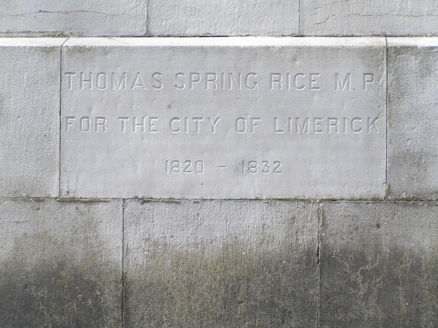 THOMAS SPRING RICE M.P.
FOR THE CITY OF LIMERICK
1820 - 1832